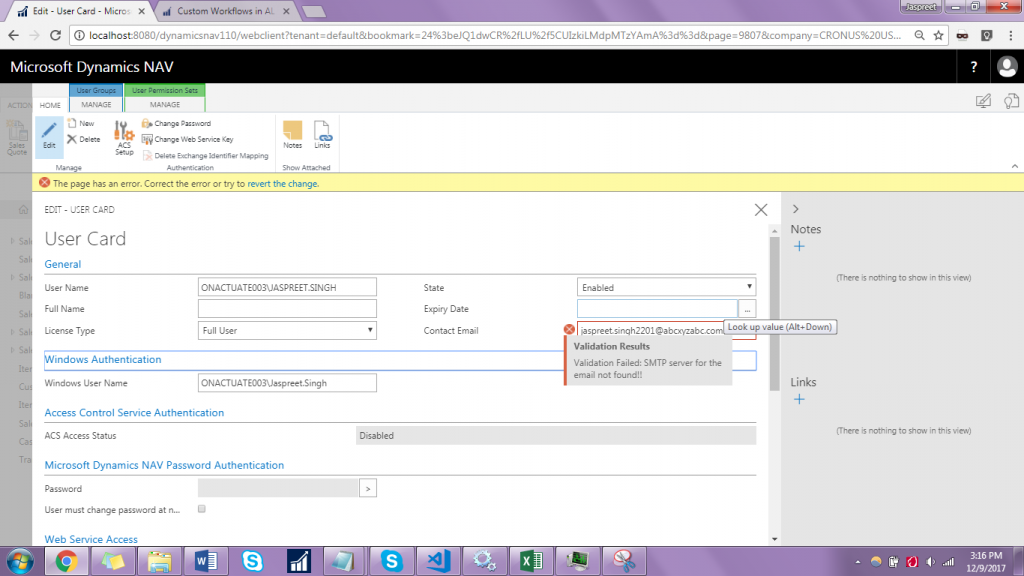 Edit - User Card - Micros
Custom Workflows in AL
Jaspreet
localhost:8080/dynamicsnav110/webclient?tenant=default&bookmark=24%3beJQ1dwCR%2fLU%2f5CUIzkiLMdpMTzYAmA%3d%3d&page=9807&company=CRONUS%20US...
Microsoft Dynamics NAV
?
User Groups
User Permission Sets
ACTION
HOME
MANAGE
MANAGE
Sales Quote
Edit
New
Delete
ACS Setup
Change Password
Change Web Service Key
Delete Exchange Identifier Mapping
Notes
Links
Manage
Authentication
Show Attached
The page has an error. Correct the error or try to revert the change.
EDIT - USER CARD
User Card
General
User Name
ONACTUATE003\JASPREET.SINGH
State
Enabled
Full Name
Expiry Date
...
License Type
Full User
Contact Email
jaspreet.singh2201@abcxyzabc.com
Look up value (Alt+Down)
Validation Results
Validation Failed: SMTP server for the
email not found!!
Windows Authentication
Windows User Name
ONACTUATE003\Jaspreet.Singh
Access Control Service Authentication
ACS Access Status
Disabled
Microsoft Dynamics NAV Password Authentication
Password
>
User must change password at n...
Web Service Access
Notes
(There is nothing to show in this view)
Links
(There is nothing to show in this view)
3:16 PM
12/9/2017